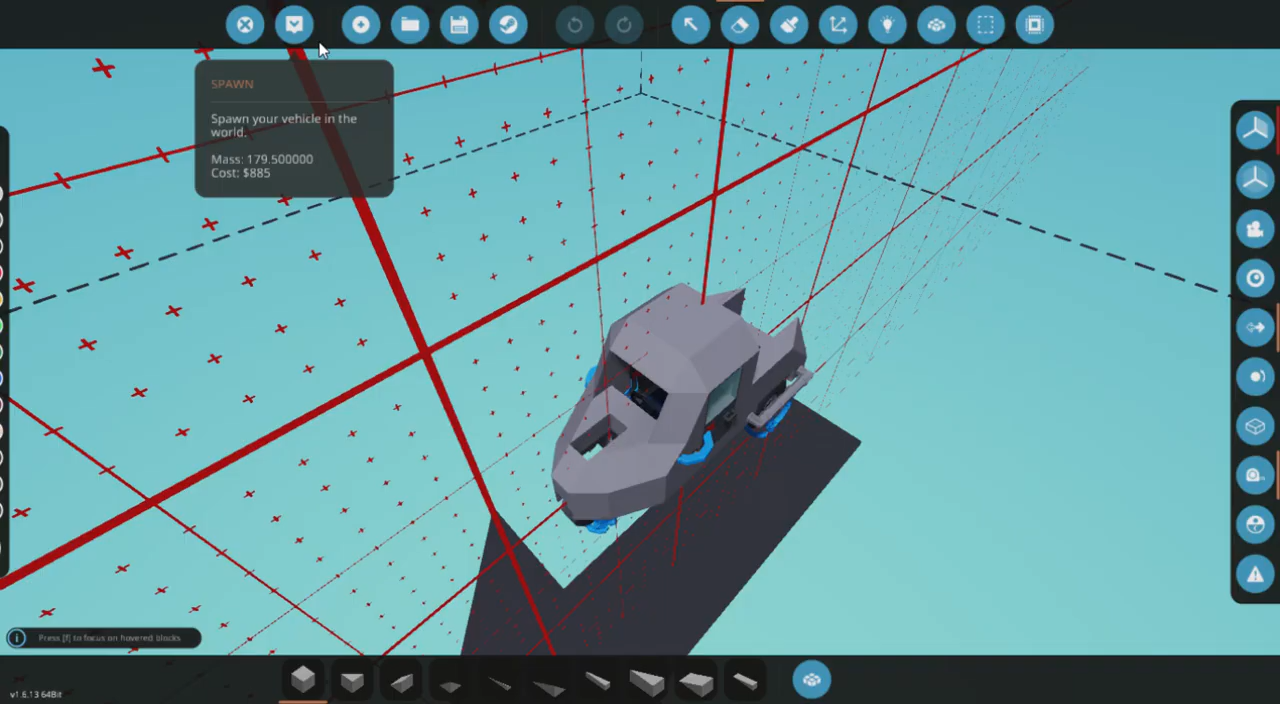 SPAWN
Spawn your vehicle in the
world.
Mass: 179.500000
Cost: $885
Press [f] to focus on hovered blocks
v1.6.13 64Bit